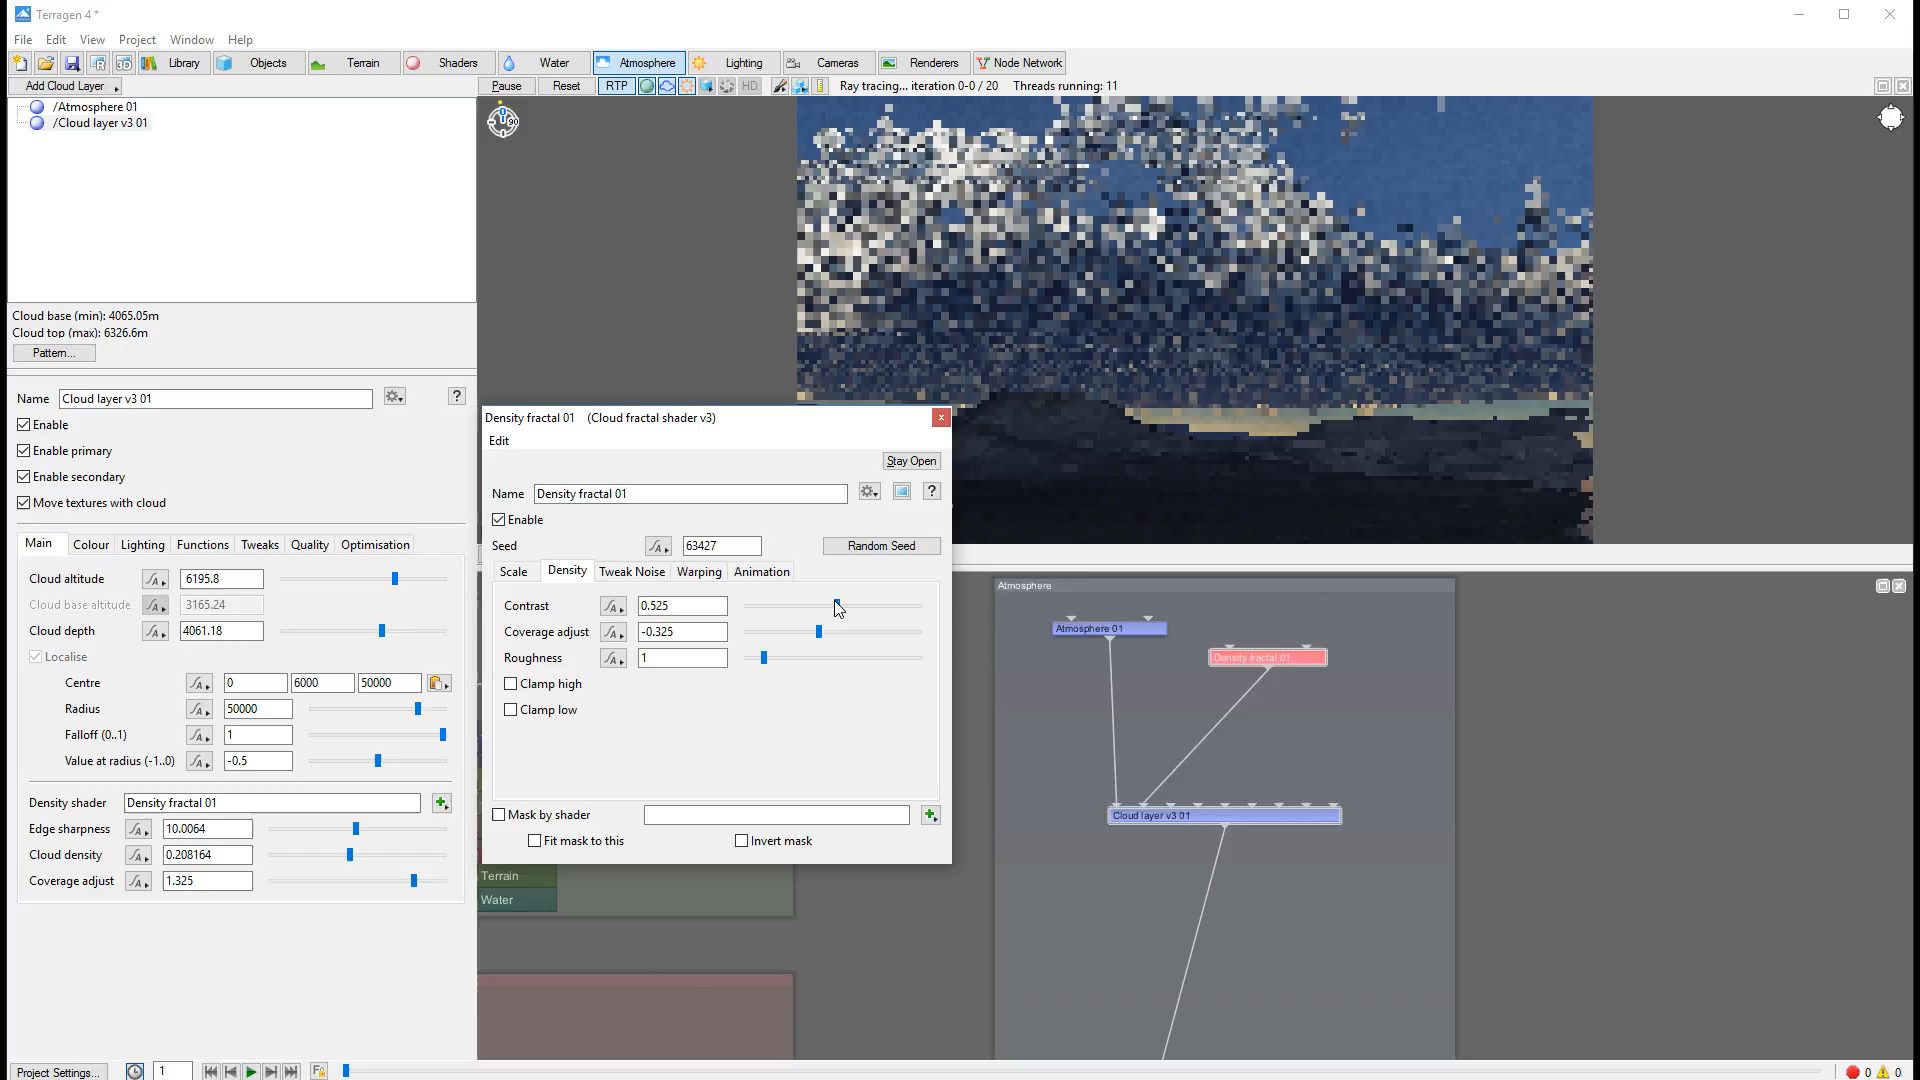 Terragen 4 *
File Edit View Project Window Help
Library Objects Terrain Shaders Water Atmosphere Lighting Cameras Renderers Node Network
Add Cloud Layer
Pause Reset RTP HD Ray tracing... iteration 0-0 / 20 Threads running: 11
/Atmosphere 01
/Cloud layer v3 01
Cloud base (min): 4065.05m
Cloud top (max): 6326.6m
Pattern...
Name Cloud layer v3 01 ?
Enable
Enable primary
Enable secondary
Move textures with cloud
Main Colour Lighting Functions Tweaks Quality Optimisation
Cloud altitude 6195.8
Cloud base altitude 3165.24
Cloud depth 4061.18
Localise
Centre 0 6000 50000
Radius 50000
Falloff (0..1) 1
Value at radius (-1..0) -0.5
Density shader Density fractal 01
Edge sharpness 10.0064
Cloud density 0.208164
Coverage adjust 1.325
Density fractal 01 (Cloud fractal shader v3) x
Edit
Stay Open
Name Density fractal 01 ?
Enable
Seed 63427 Random Seed
Scale Density Tweak Noise Warping Animation
Contrast 0.525
Coverage adjust -0.325
Roughness 1
Clamp high
Clamp low
Mask by shader
Fit mask to this Invert mask
Terrain
Water
Atmosphere
Atmosphere 01
Density fractal 01
Cloud layer v3 01
Project Settings... 1 0 0